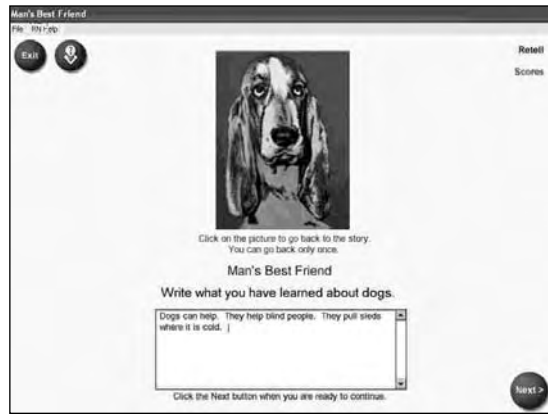 Man's Best Friend
File RN Help
Exit
Retell
Scores
Click on the picture to go back to the story.
You can go back only once.
Man's Best Friend
Write what you have learned about dogs.
Dogs can help. They help blind people. They pull sleds
where it is cold.
Click the Next button when you are ready to continue.
Next >